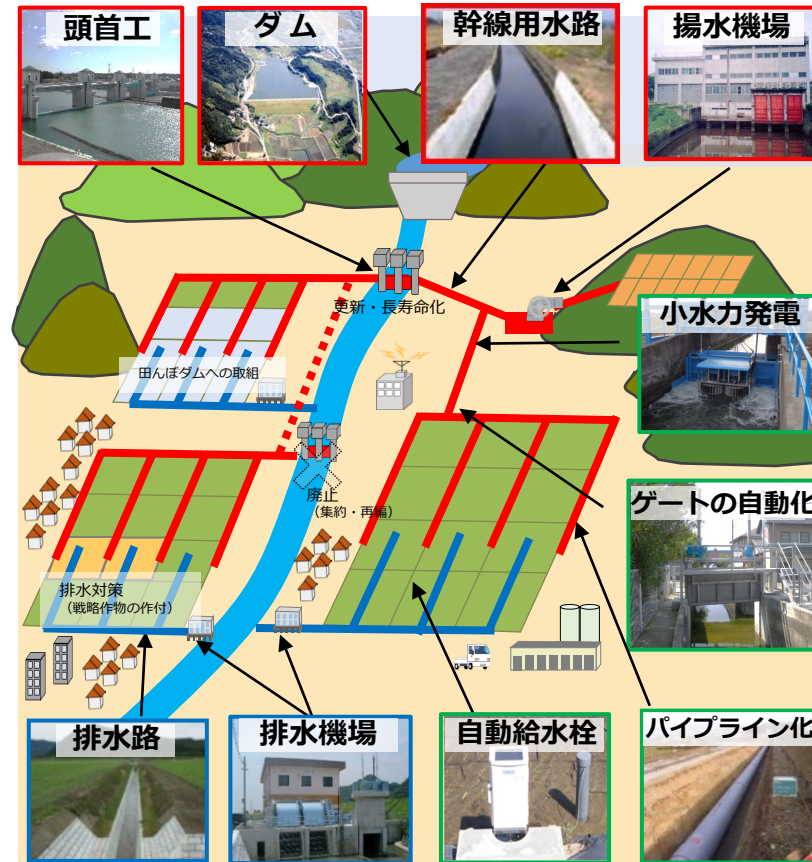 頭首工
ダム
幹線用水路
揚水機場
更新・長寿命化
小水力発電
田んぼダムへの取組
ゲートの自動化
廃止
（集約・再編）
排水対策
（戦略作物の作付）
排水路
排水機場
自動給水栓
パイプライン化